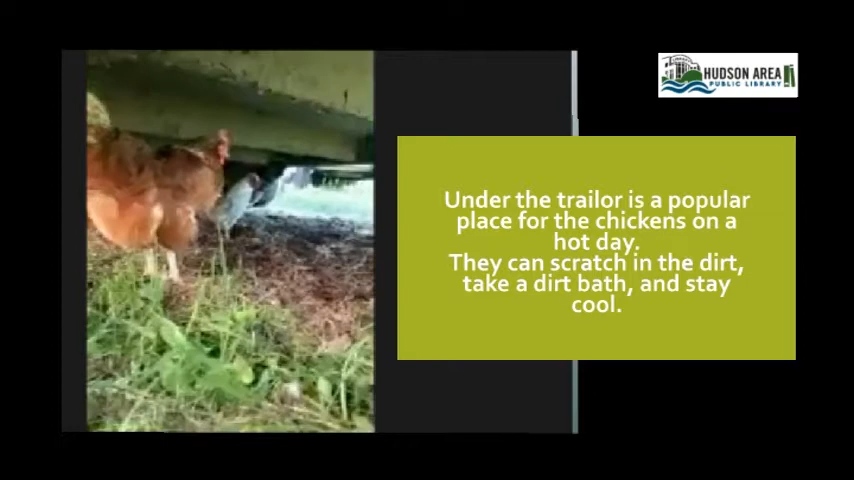 HUDSON AREA
PUBLIC LIBRARY
Under the trailor is a popular
place for the chickens on a
hot day.
They can scratch in the dirt,
take a dirt bath, and stay
cool.